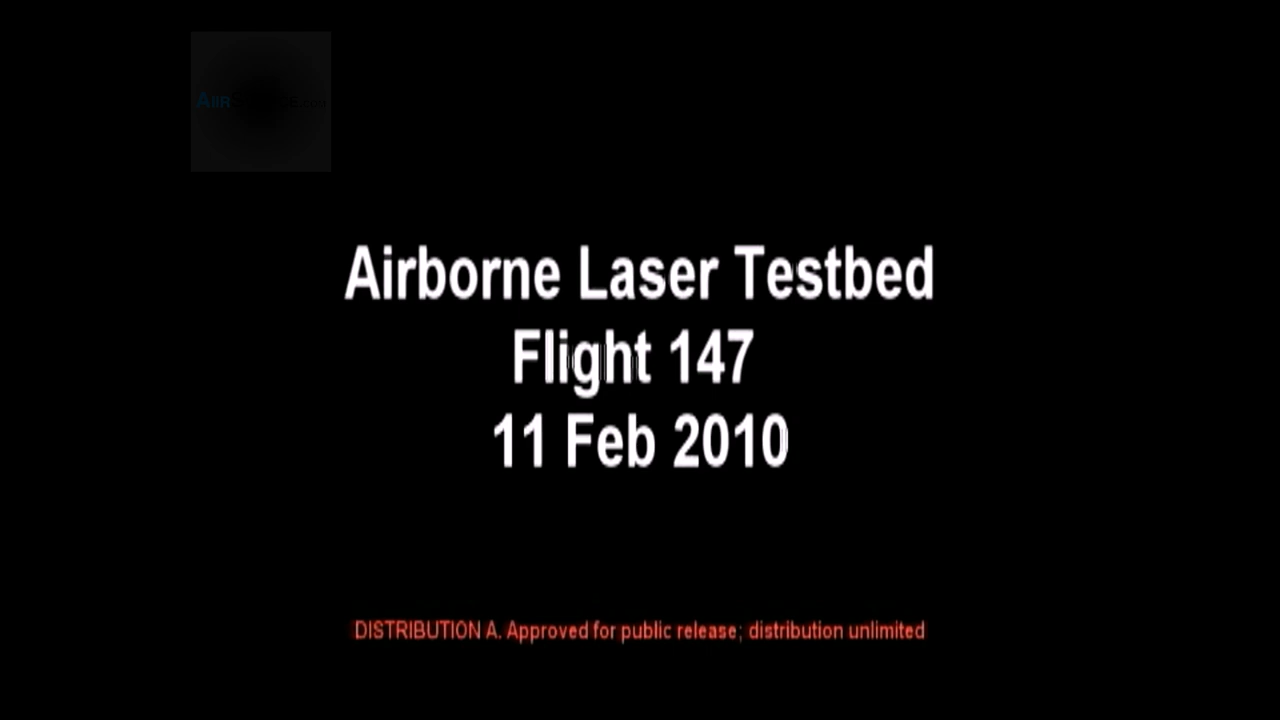 Airborne Laser Testbed
Flight 147
11 Feb 2010
DISTRIBUTION A. Approved for public release; distribution unlimited